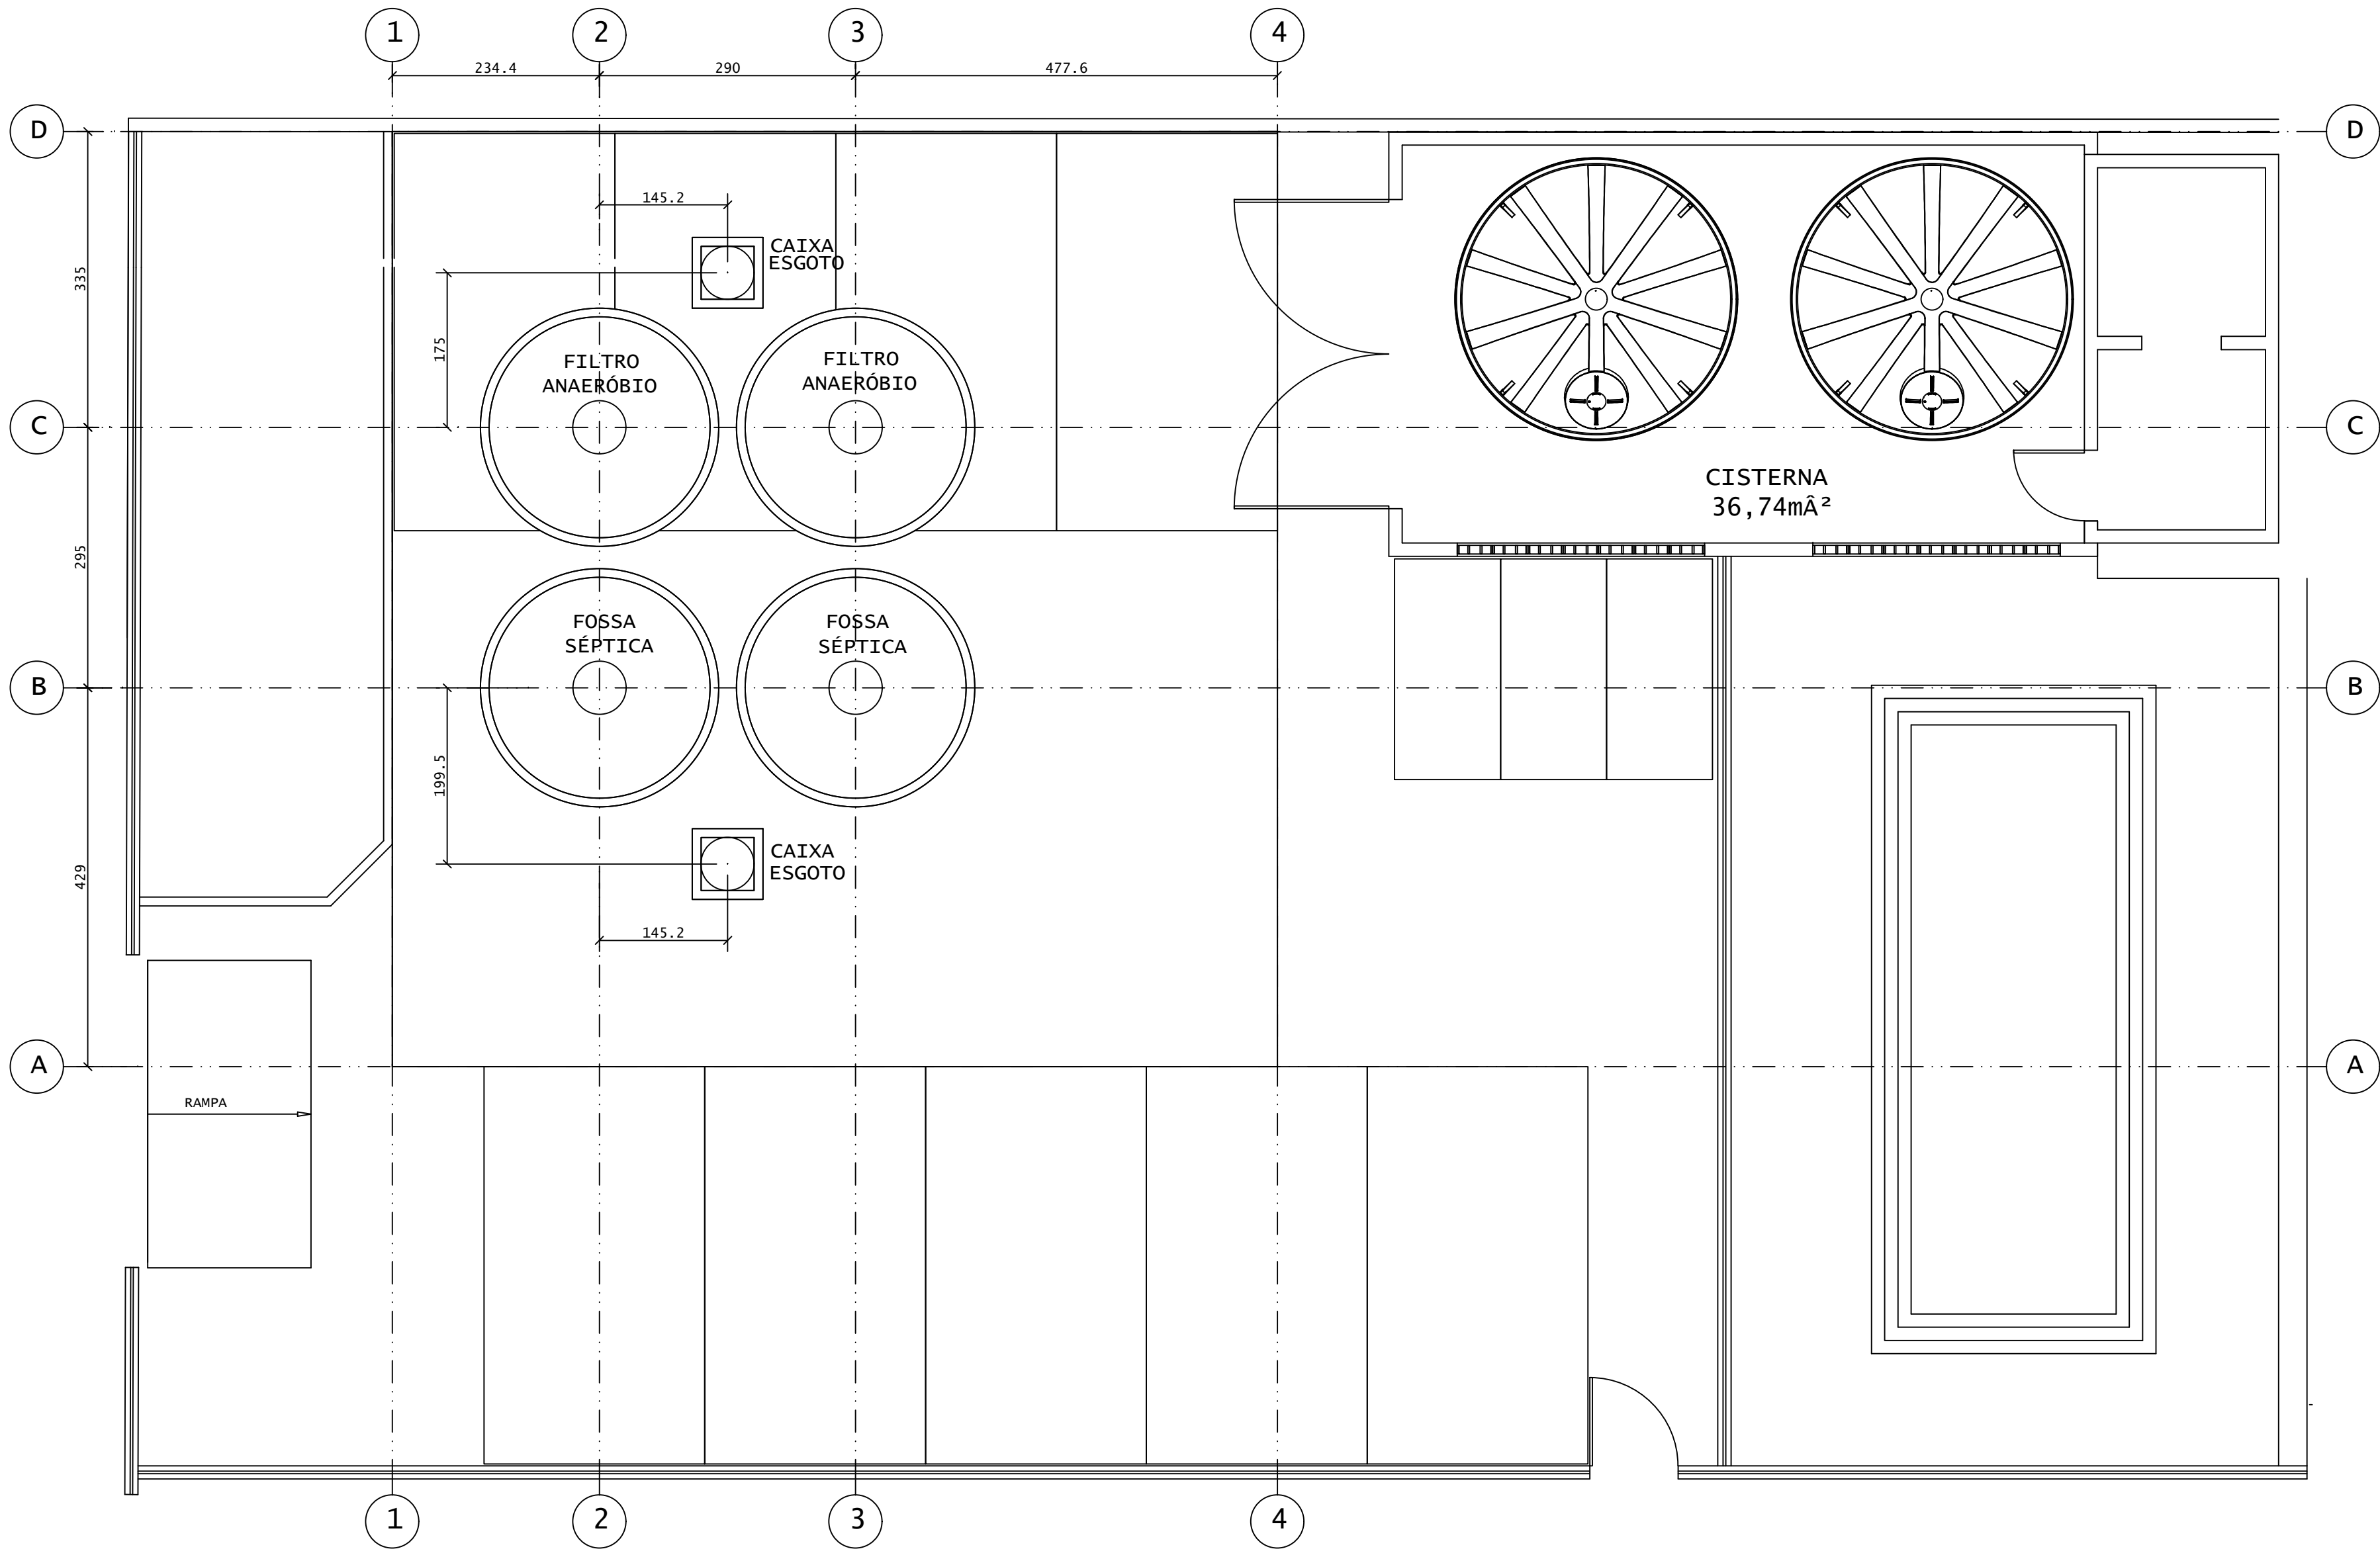 1 2 3 4
234.4 290 477.6
D D
145.2
CAIXA
ESGOTO
335
175
FILTRO
ANAERÓBIO
FILTRO
ANAERÓBIO
C C
CISTERNA
36,74mÂ²
295
FOSSA
SÉPTICA
FOSSA
SÉPTICA
B B
199.5
CAIXA
ESGOTO
429
145.2
A A
RAMPA
1 2 3 4